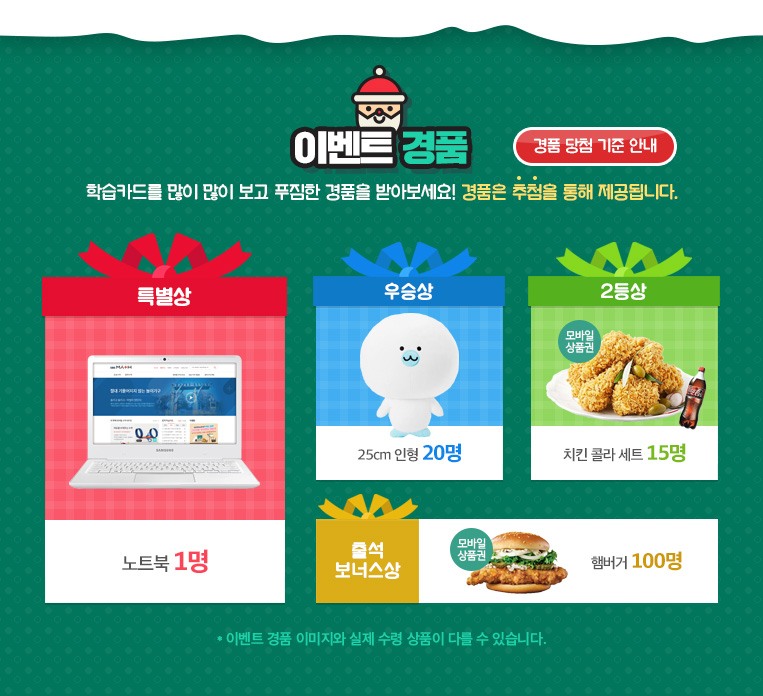 이벤트 경품
경품 당첨 기준 안내
학습카드를 많이 많이 보고 푸짐한 경품을 받아보세요! 경품은 추첨을 통해 제공됩니다.
특별상
노트북 1명
우승상
25cm 인형 20명
2등상
모바일
상품권
치킨 콜라 세트 15명
출석
보너스상
모바일
상품권
햄버거 100명
• 이벤트 경품 이미지와 실제 수령 상품이 다를 수 있습니다.